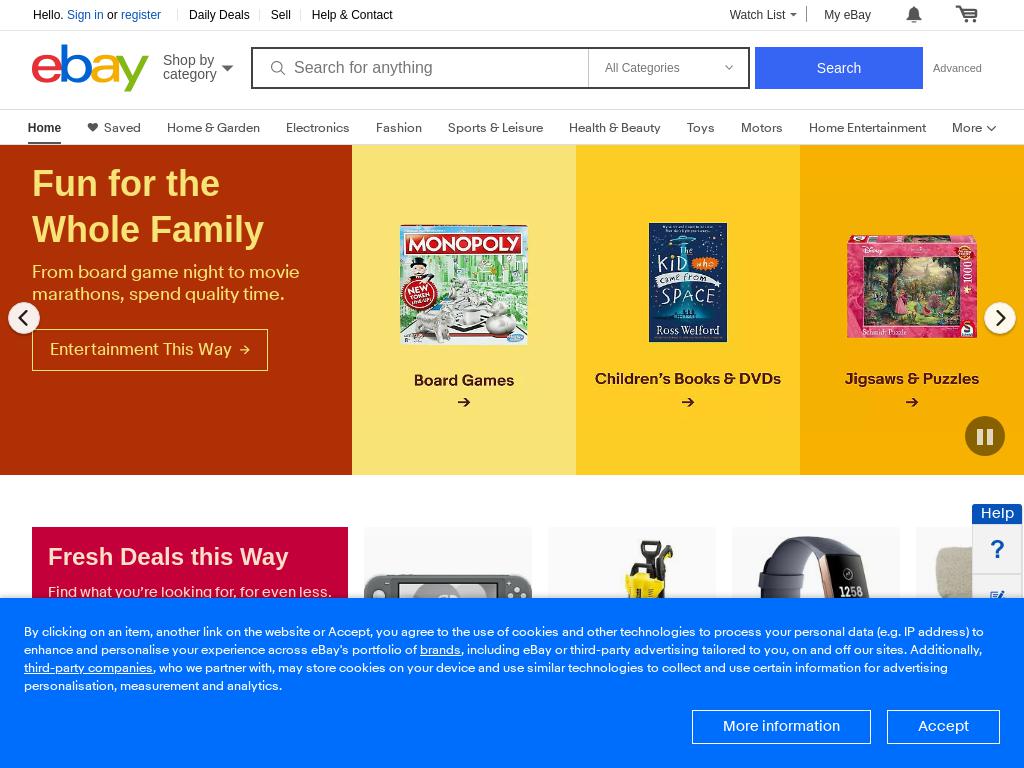 Hello. Sign in or register
Daily Deals
Sell
Help & Contact
Watch List
My eBay
ebay
Shop by category
Search for anything
All Categories
Search
Advanced
Home
Saved
Home & Garden
Electronics
Fashion
Sports & Leisure
Health & Beauty
Toys
Motors
Home Entertainment
More
Fun for the
Whole Family
From board game night to movie
marathons, spend quality time.
Entertainment This Way →
MONOPOLY
NEW
Board Games
→
The
KID who
came from
SPACE
Ross Welford
Children's Books & DVDs
→
Disney
1000
Schmidt Puzzle
Jigsaws & Puzzles
→
Help
?
Fresh Deals this Way
Find what you're looking for, for even less.
1258
By clicking on an item, another link on the website or Accept, you agree to the use of cookies and other technologies to process your personal data (e.g. IP address) to
enhance and personalise your experience across eBay's portfolio of brands, including eBay or third-party advertising tailored to you, on and off our sites. Additionally,
third-party companies, who we partner with, may store cookies on your device and use similar technologies to collect and use certain information for advertising
personalisation, measurement and analytics.
More information
Accept